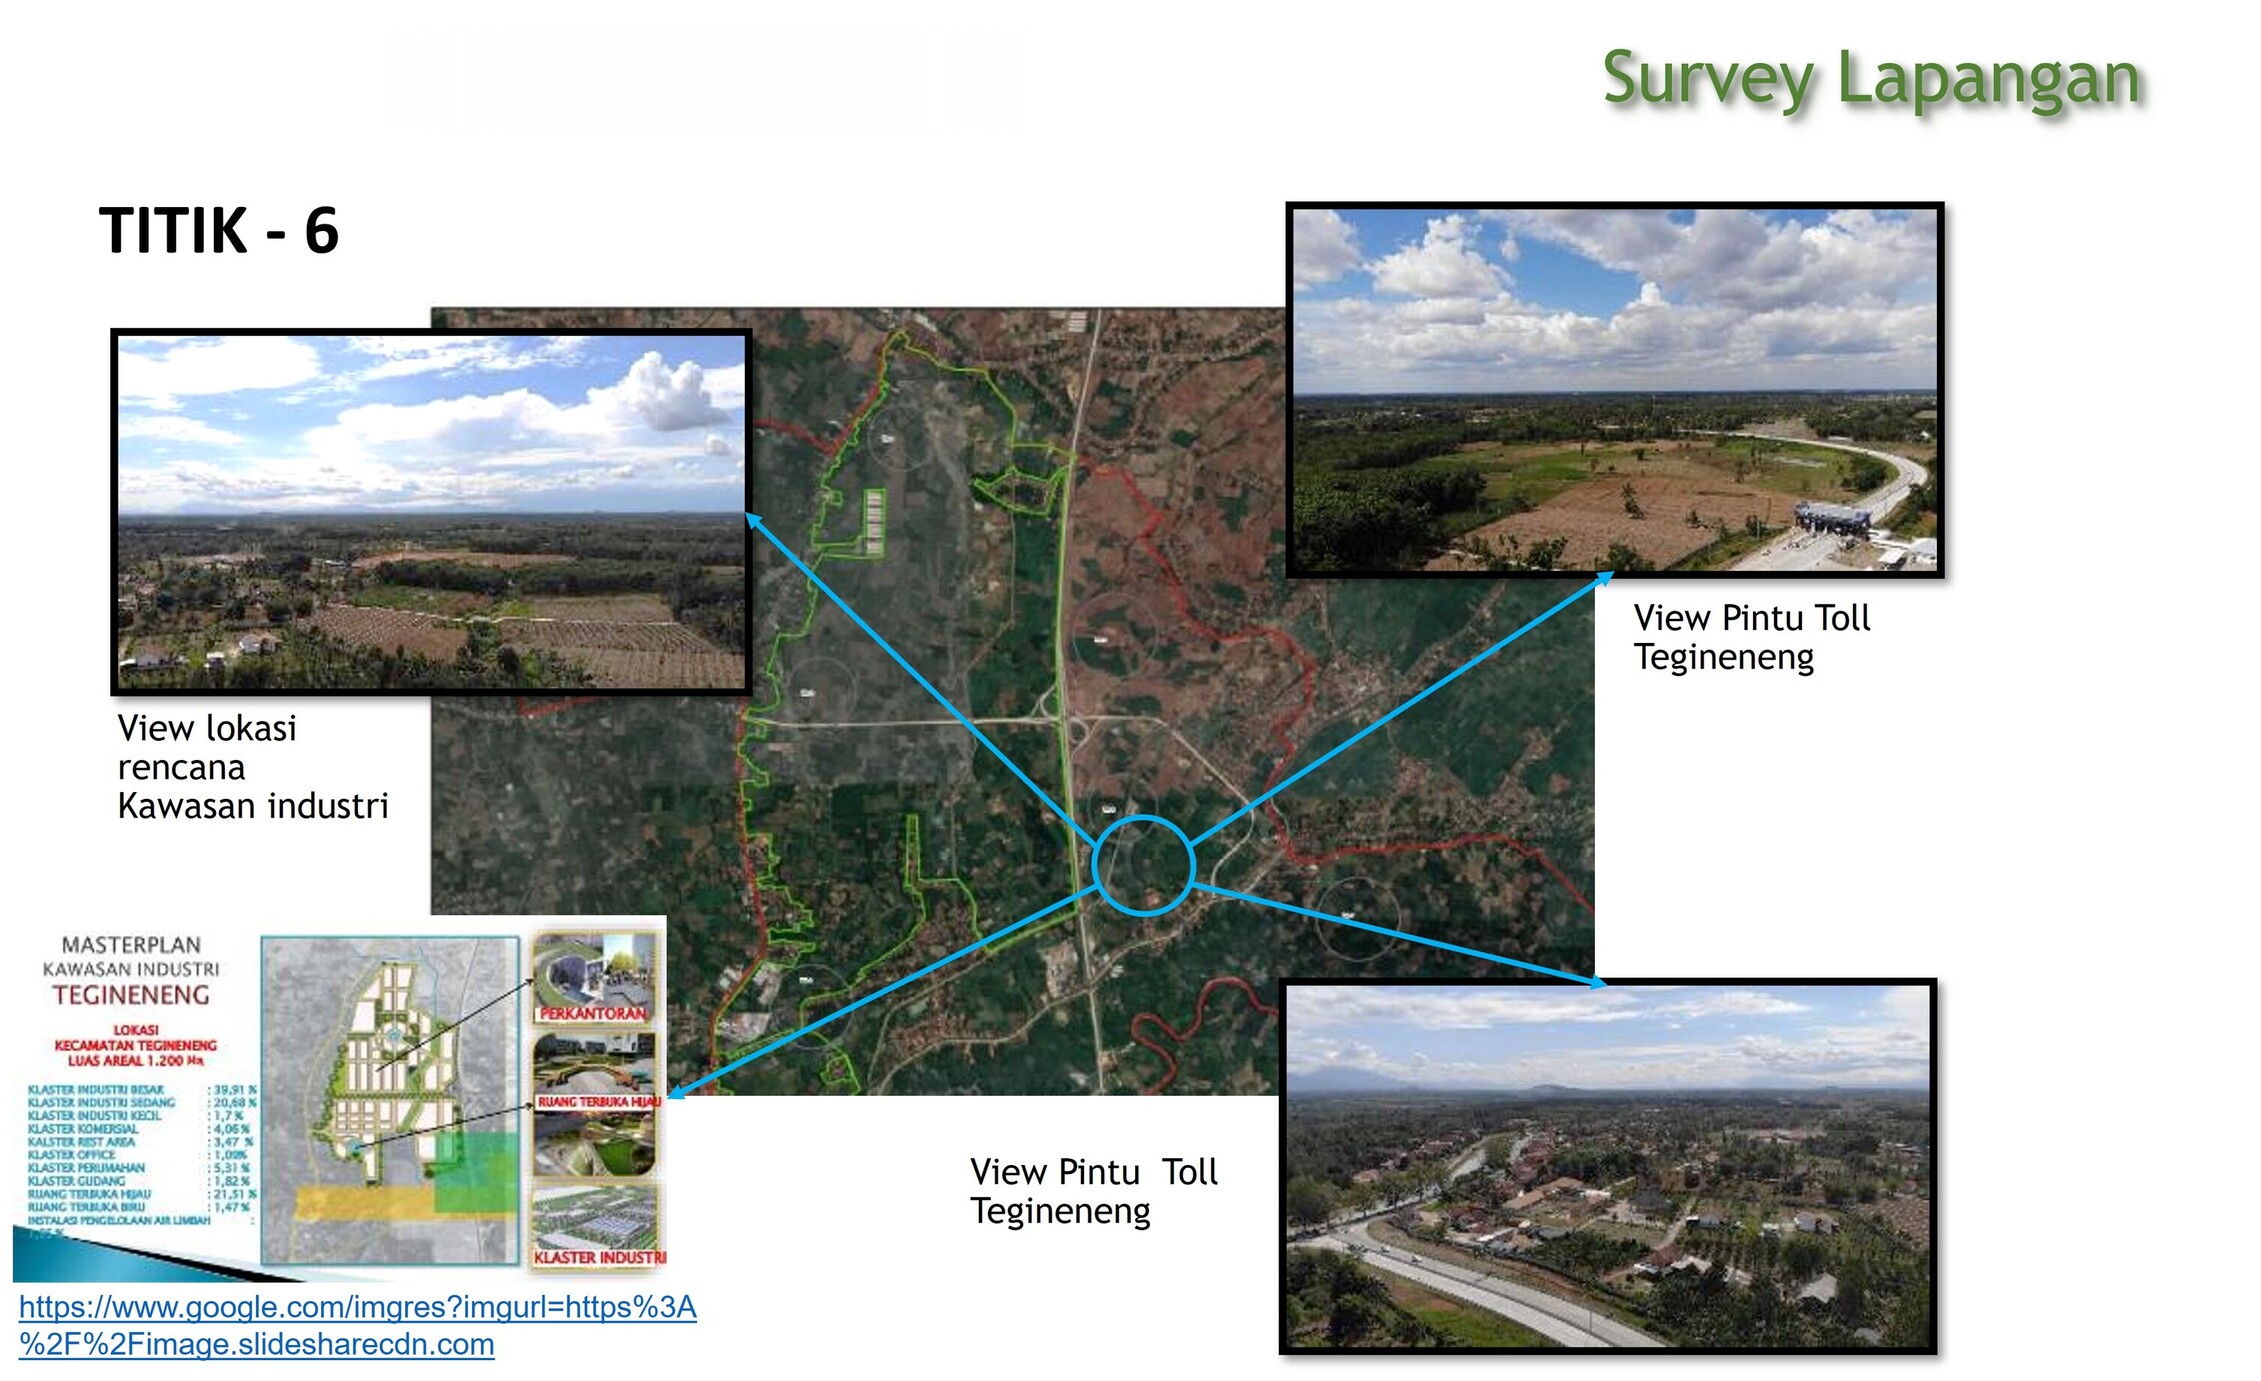 Survey Lapangan
TITIK - 6
View Pintu Toll
Tegineneng
View lokasi
rencana
Kawasan industri
MASTERPLAN
KAWASAN INDUSTRI
TEGINENENG
LOKASI
KECAMATAN TEGINENENG
LUAS AREAL 1.200 Ha
KLASTER INDUSTRI BESAR : 39,91 %
KLASTER INDUSTRI SEDANG : 20,68 %
KLASTER INDUSTRI KECIL : 1,7 %
KLASTER KOMERSIAL : 4,06 %
KALSTER REST AREA : 3,47 %
KLASTER OFFICE : 1,09%
KLASTER PERUMAHAN : 5,31 %
KLASTER GUDANG : 1,82 %
RUANG TERBUKA HIJAU : 21,51 %
RUANG TERBUKA BIRU : 1,47 %
INSTALASI PENGELOLAAN AIR LIMBAH :
PERKANTORAN
RUANG TERBUKA HIJAU
KLASTER INDUSTRI
View Pintu Toll
Tegineneng
https://www.google.com/imgres?imgurl=https%3A
%2F%2Fimage.slidesharecdn.com